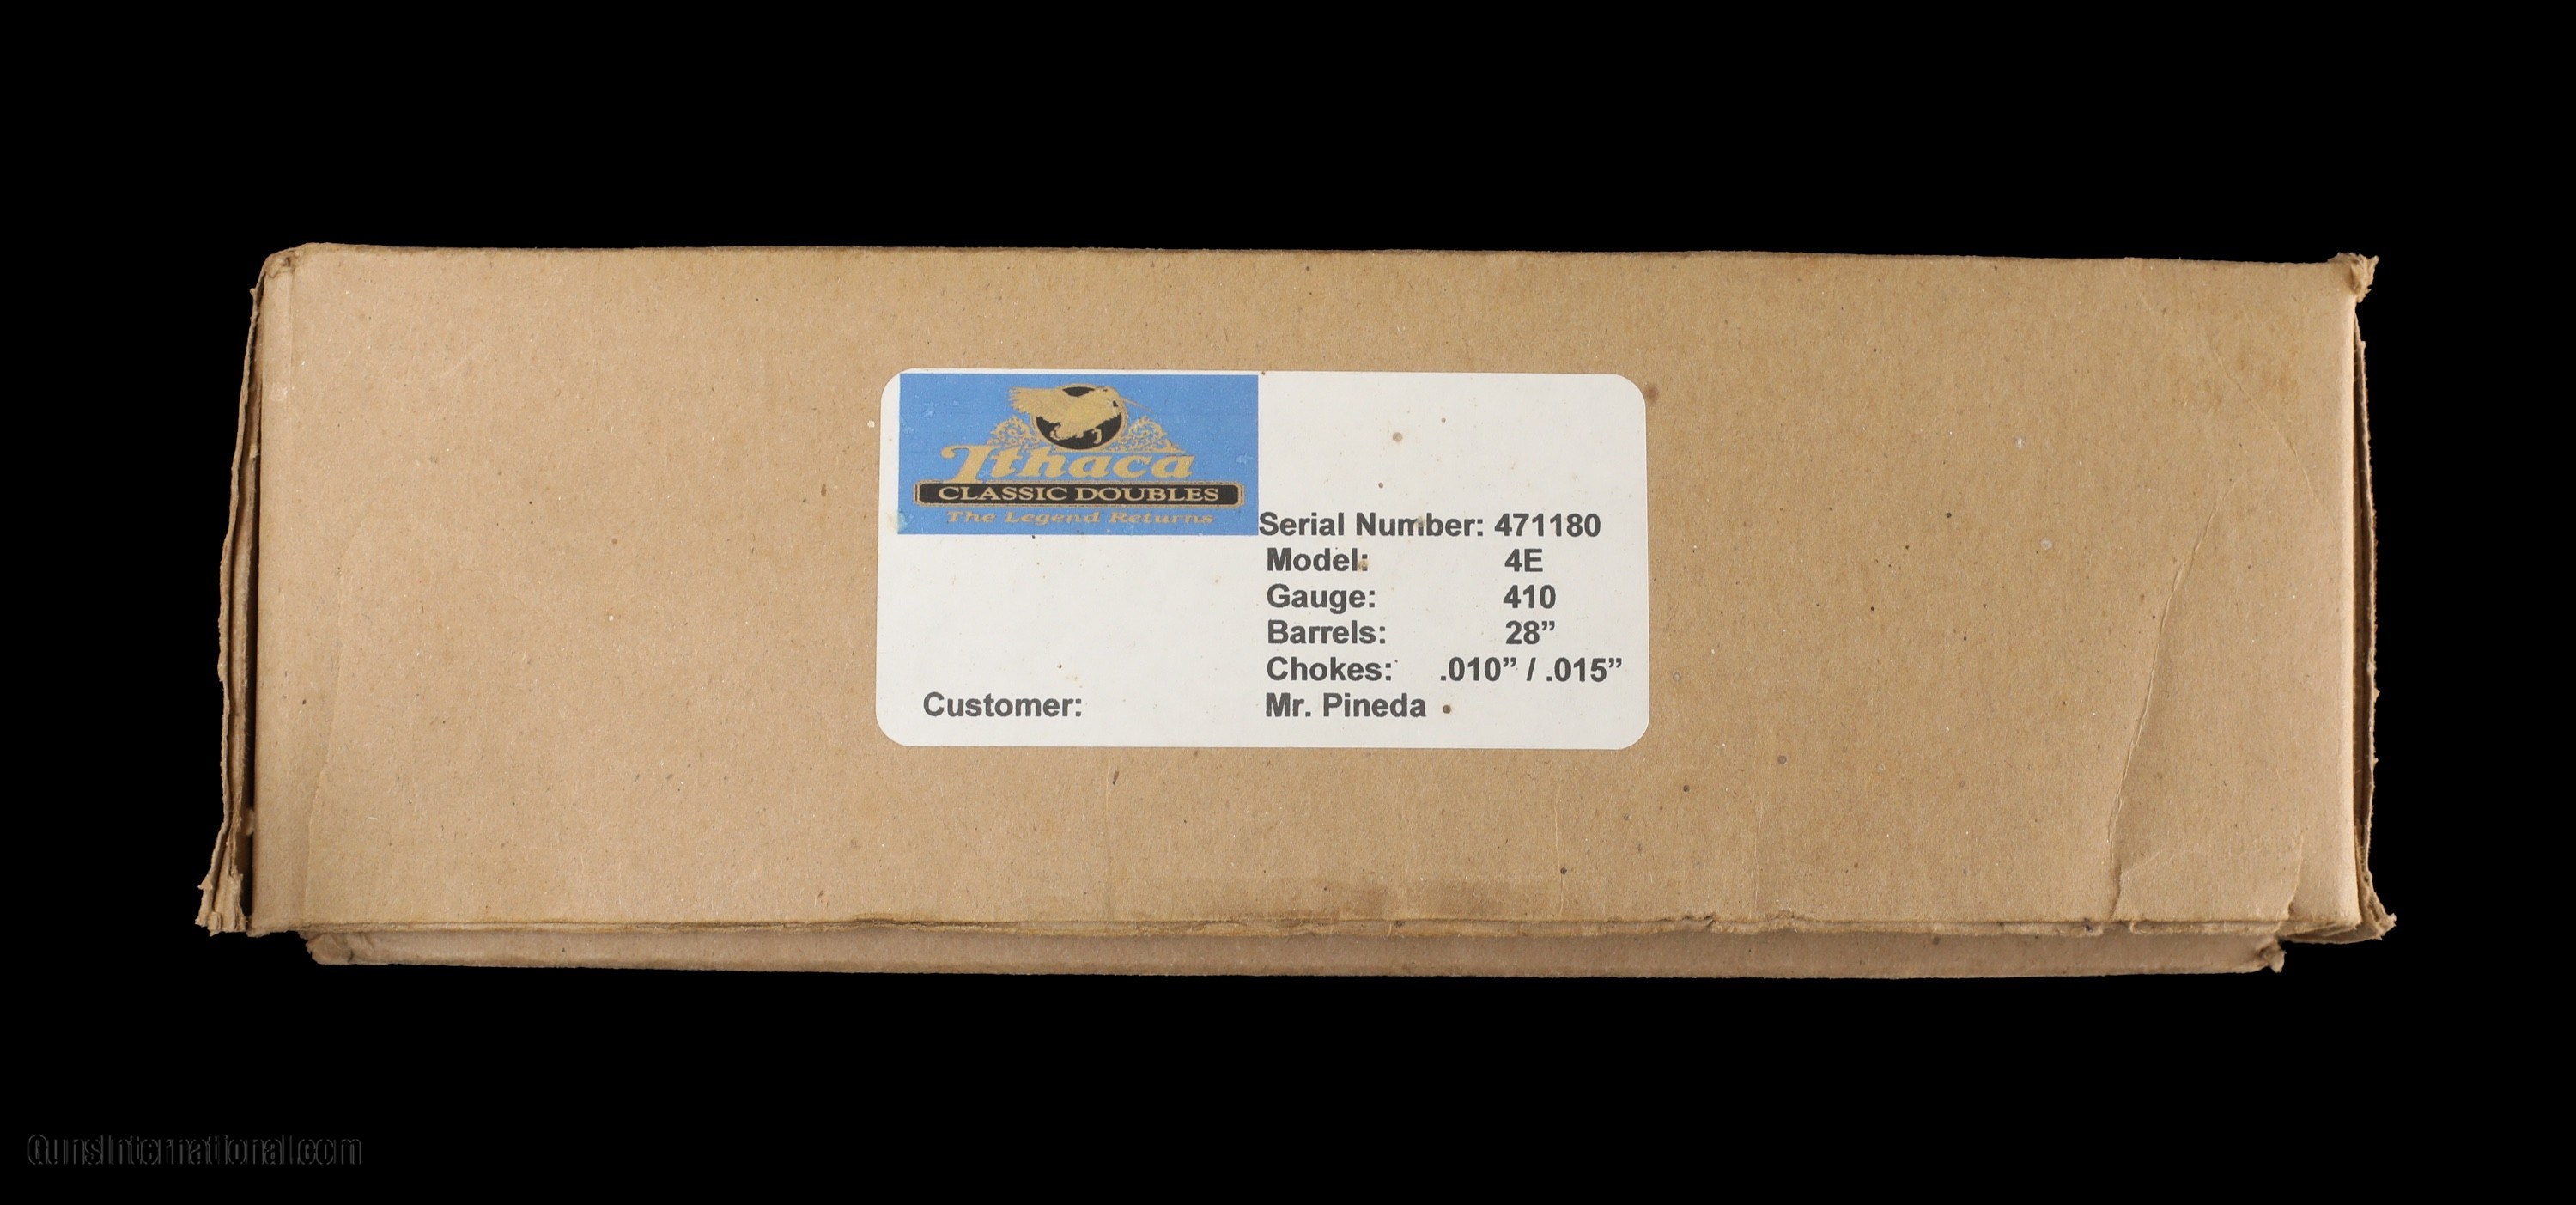 Ithaca
CLASSIC DOUBLES
The Legend Returns
Serial Number: 471180
Model: 4E
Gauge: 410
Barrels: 28”
Chokes: .010” / .015”
Customer: Mr. Pineda
GunsInternational.com